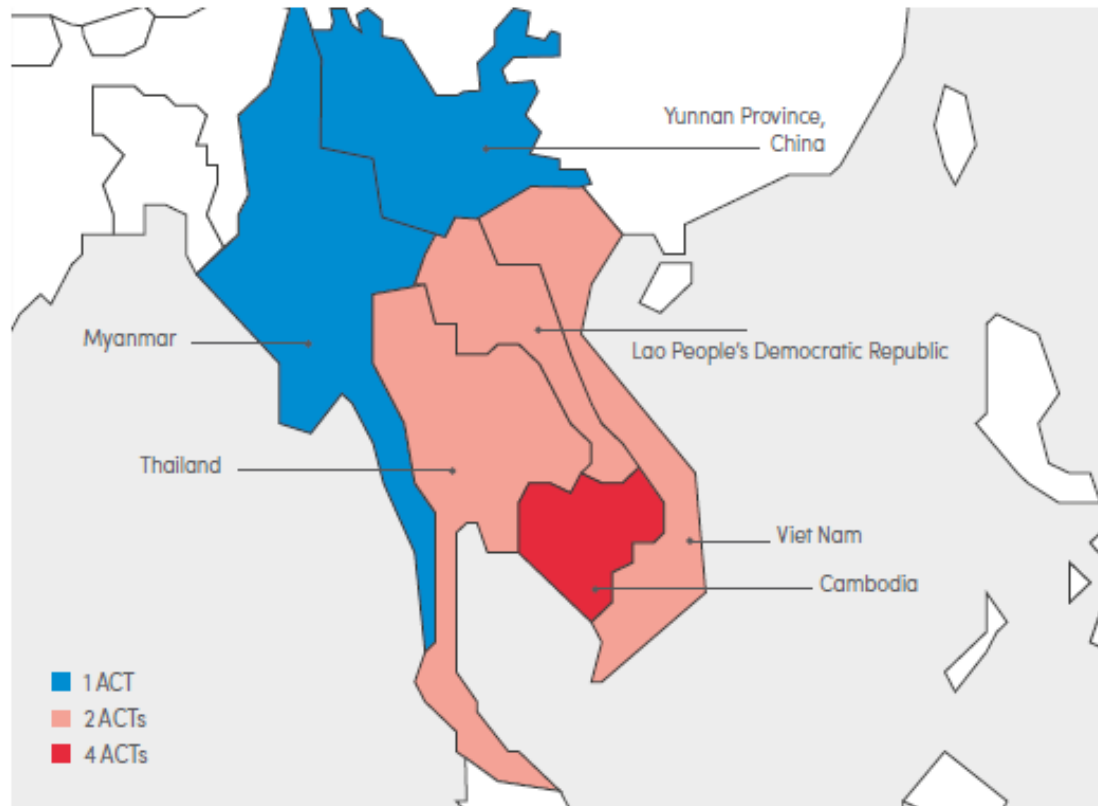 Yunnan Province,
China
Myanmar
Lao People's Democratic Republic
Thailand
Viet Nam
Cambodia
1 ACT
2 ACTs
4 ACTs